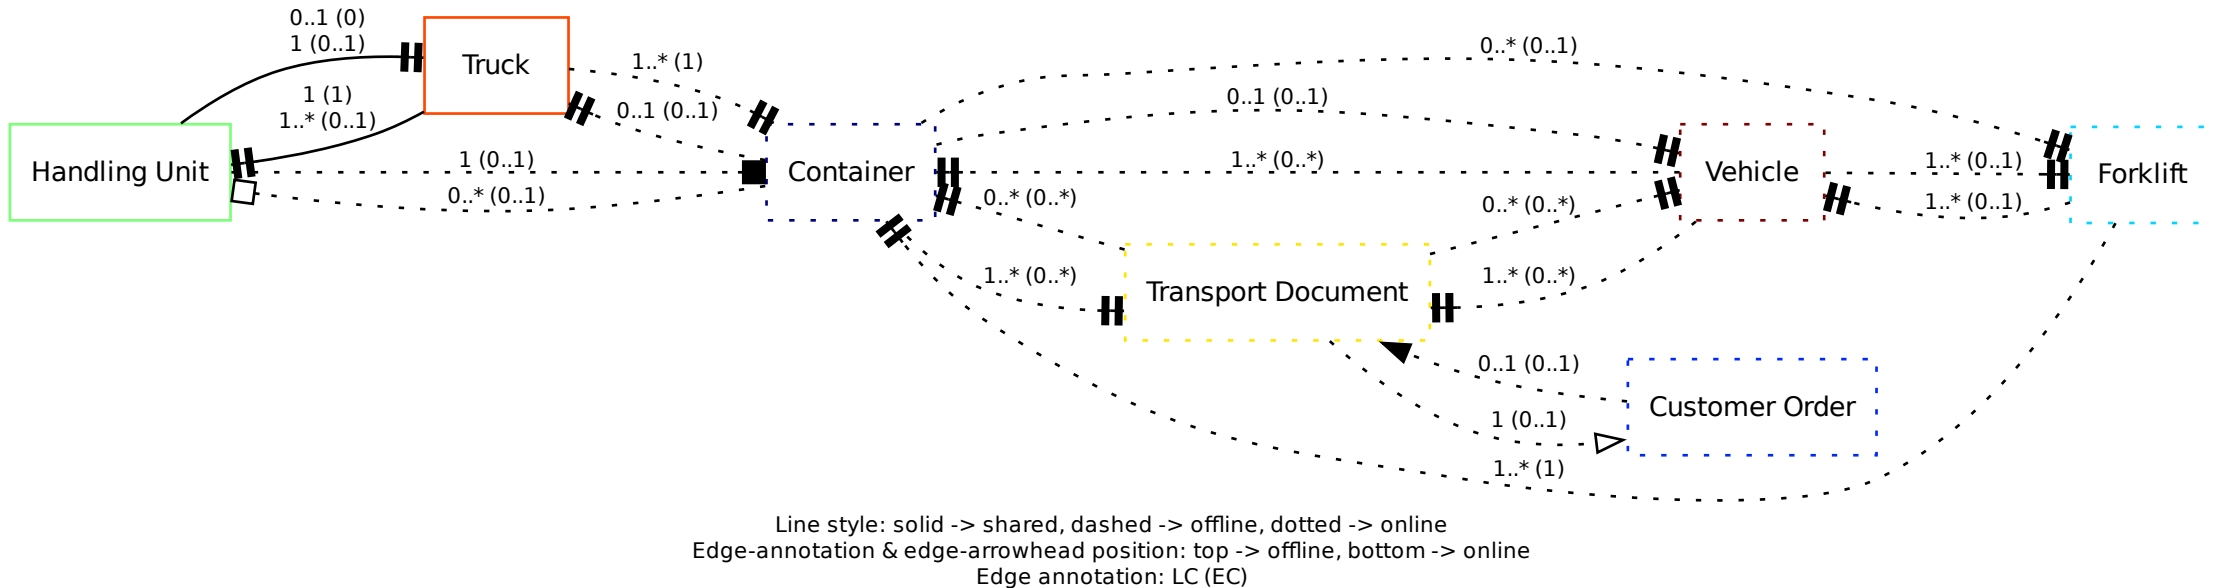 0..1 (0)
1 (0..1)
Truck
1..* (1)
0..* (0..1)
1 (1)
1..* (0..1)
0..1 (0..1)
0..1 (0..1)
Handling Unit
1 (0..1)
Container
1..* (0..*)
Vehicle
1..* (0..1)
Forklift
0..* (0..1)
0..* (0..*)
0..* (0..*)
1..* (0..1)
1..* (0..*)
Transport Document
1..* (0..*)
0..1 (0..1)
Customer Order
1 (0..1)
1..* (1)
Line style: solid -> shared, dashed -> offline, dotted -> online
Edge-annotation & edge-arrowhead position: top -> offline, bottom -> online
Edge annotation: LC (EC)